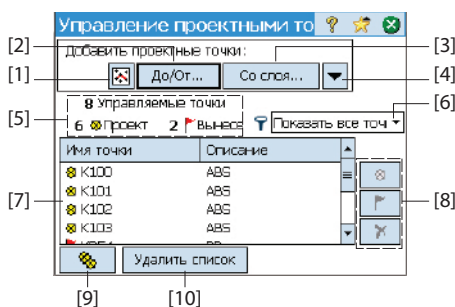 Управление проектными то
[2]
[3]
Добавить проектные точки:
[1]
До/От...
Со слоя...
[4]
8 Управляемые точки
[6]
[5]
6 Проект 2 Вынесе
Показать все точ
Имя точки Описание
K100 ABS
K101 ABS
[7]
K102 ABS
[8]
K103 ABS
Удалить список
[9]
[10]